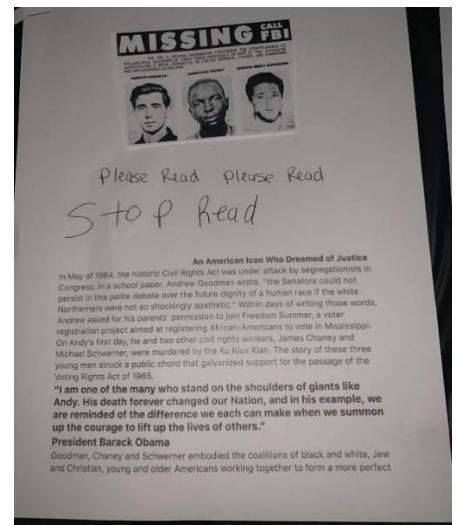 MISSING CALL FBI
ANDREW GOODMAN JAMES EARL CHANEY MICHAEL HENRY SCHWERNER
Please Read Please Read
Stop Read
An American Icon Who Dreamed of Justice
In May of 1964, the historic Civil Rights Act was under attack by segregationists in
Congress. In a school paper, Andrew Goodman wrote, "the Senators could not
persist in this polite debate over the future dignity of a human race if the white
Northerners were not so shockingly apathetic." Within days of writing those words,
Andrew asked for his parents' permission to join Freedom Summer, a voter
registration project aimed at registering African-Americans to vote in Mississippi.
On Andy's first day, he and two other civil rights workers, James Chaney and
Michael Schwerner, were murdered by the Ku Klux Klan. The story of these three
young men struck a public chord that galvanized support for the passage of the
Voting Rights Act of 1965.
"I am one of the many who stand on the shoulders of giants like
Andy. His death forever changed our Nation, and in his example, we
are reminded of the difference we each can make when we summon
up the courage to lift up the lives of others."
President Barack Obama
Goodman, Chaney and Schwerner embodied the coalitions of black and white, Jew
and Christian, young and older Americans working together to form a more perfect